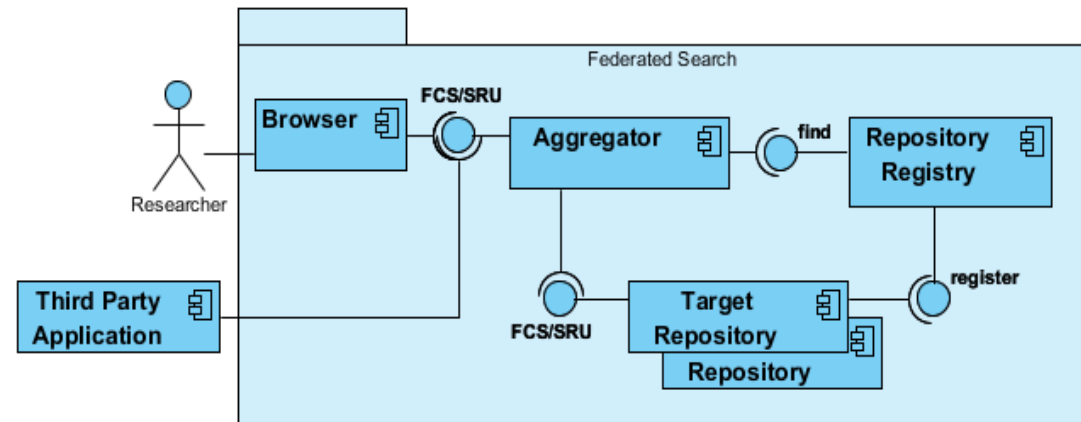 Federated Search
FCS/SRU
Browser
Aggregator
find
Repository
Registry
Researcher
register
Third Party
Application
FCS/SRU
Target
Repository
Repository